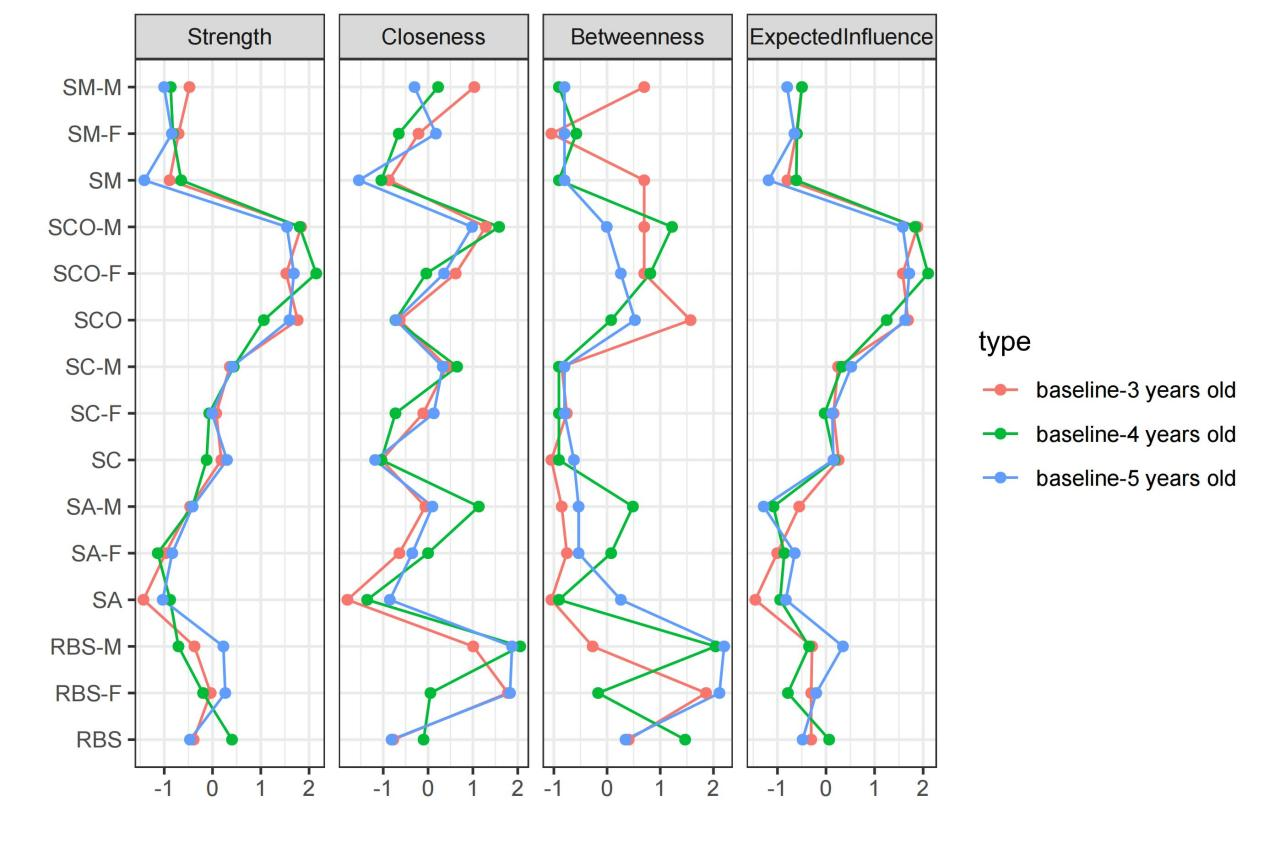 Strength Closeness Betweenness ExpectedInfluence
SM-M
SM-F
SM
SCO-M
SCO-F
SCO
SC-M
SC-F
SC
SA-M
SA-F
SA
RBS-M
RBS-F
RBS
-1 0 1 2 -1 0 1 2 -1 0 1 2 -1 0 1 2
type
baseline-3 years old
baseline-4 years old
baseline-5 years old